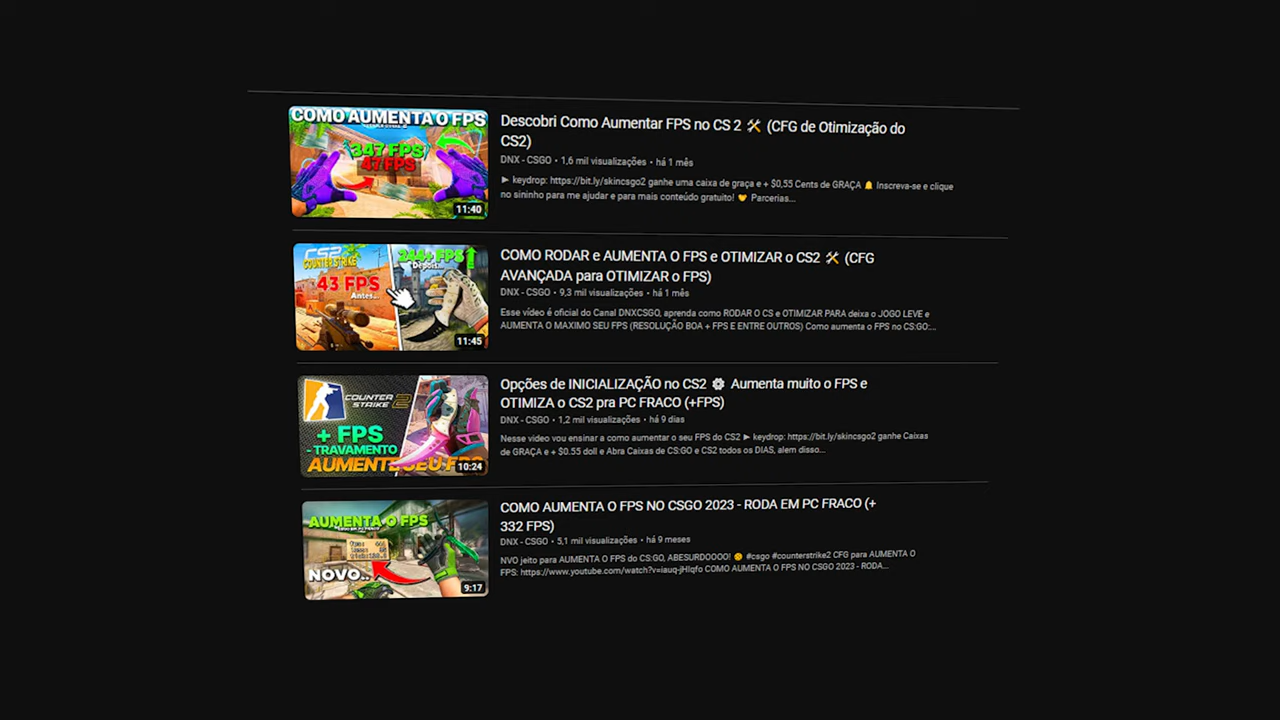 COMO AUMENTA O FPS
347 FPS
47 FPS
11:40
Descobri Como Aumentar FPS no CS 2 🛠 (CFG de Otimização do
CS2)
DNX - CSGO • 1,6 mil visualizações • há 1 mês
► keydrop: https://bit.ly/skincsgo2 ganhe uma caixa de graça e + $0,55 Cents de GRAÇA 🔔 Inscreva-se e clique
no sininho para me ajudar e para mais conteúdo gratuito! 🧡 Parcerias...
CS2
COUNTER STRIKE
43 FPS
Antes...
244+ FPS
Depois...
11:45
COMO RODAR e AUMENTA O FPS e OTIMIZAR o CS2 🛠 (CFG
AVANÇADA para OTIMIZAR o FPS)
DNX - CSGO • 9,3 mil visualizações • há 1 mês
Esse vídeo é oficial do Canal DNXCSGO, aprenda como RODAR O CS e OTIMIZAR PARA deixa o JOGO LEVE e
AUMENTA O MAXIMO SEU FPS (RESOLUÇÃO BOA + FPS E ENTRE OUTROS) Como aumenta o FPS no CS:GO:...
COUNTER
STRIKE 2
+ FPS
- TRAVAMENTO
AUMENTE SEU FPS
10:24
Opções de INICIALIZAÇÃO no CS2 ⚙ Aumenta muito o FPS e
OTIMIZA o CS2 pra PC FRACO (+FPS)
DNX - CSGO • 1,2 mil visualizações • há 9 dias
Nesse video vou ensinar a como aumentar o seu FPS do CS2 ► keydrop: https://bit.ly/skincsgo2 ganhe Caixas
de GRAÇA e + $0.55 doll e Abra Caixas de CS:GO e CS2 todos os DIAS, alem disso...
AUMENTA O FPS
NOVO..
9:17
COMO AUMENTA O FPS NO CSGO 2023 - RODA EM PC FRACO (+
332 FPS)
DNX - CSGO • 5,1 mil visualizações • há 9 meses
NVO jeito para AUMENTA O FPS do CS:GO, ABESURDOOOO! 😕 #csgo #counterstrike2 CFG para AUMENTA O
FPS: https://www.youtube.com/watch?v=iauq-jHIqfo COMO AUMENTA O FPS NO CSGO 2023 - RODA...